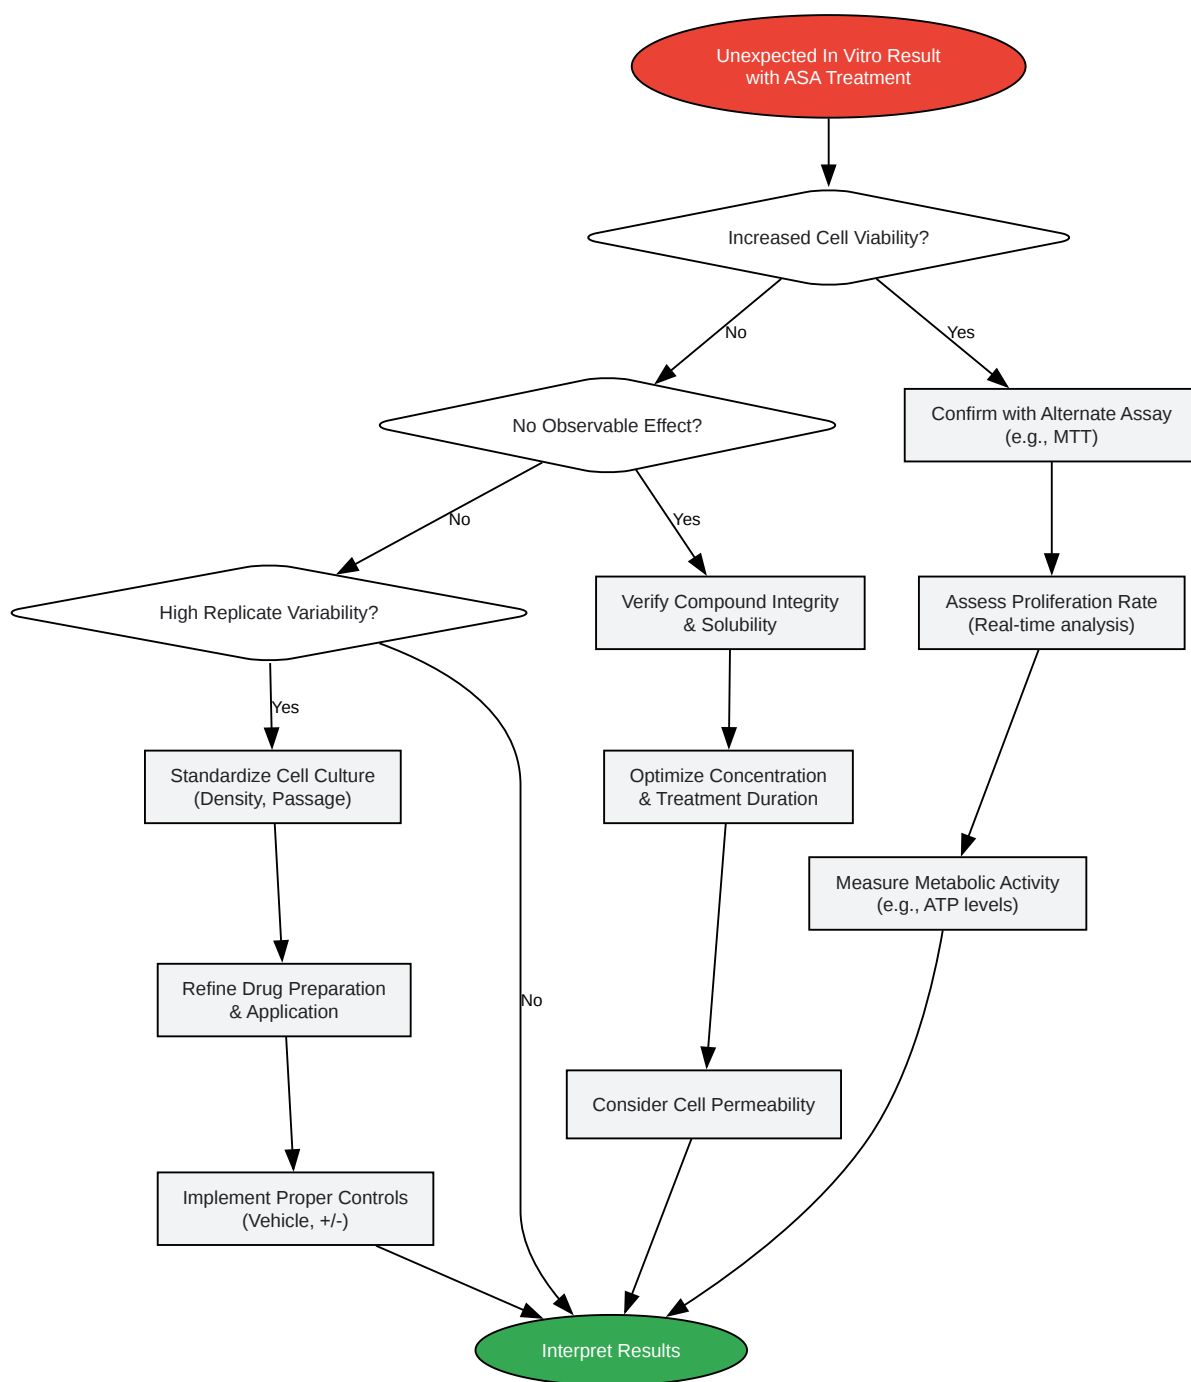 Unexpected In Vitro Result
with ASA Treatment
Increased Cell Viability?
No
Yes
No Observable Effect?
Confirm with Alternate Assay
(e.g., MTT)
No
Yes
High Replicate Variability?
Verify Compound Integrity
& Solubility
Assess Proliferation Rate
(Real-time analysis)
Yes
Standardize Cell Culture
(Density, Passage)
Optimize Concentration
& Treatment Duration
Measure Metabolic Activity
(e.g., ATP levels)
Refine Drug Preparation
& Application
No
Consider Cell Permeability
Implement Proper Controls
(Vehicle, +/-)
Interpret Results